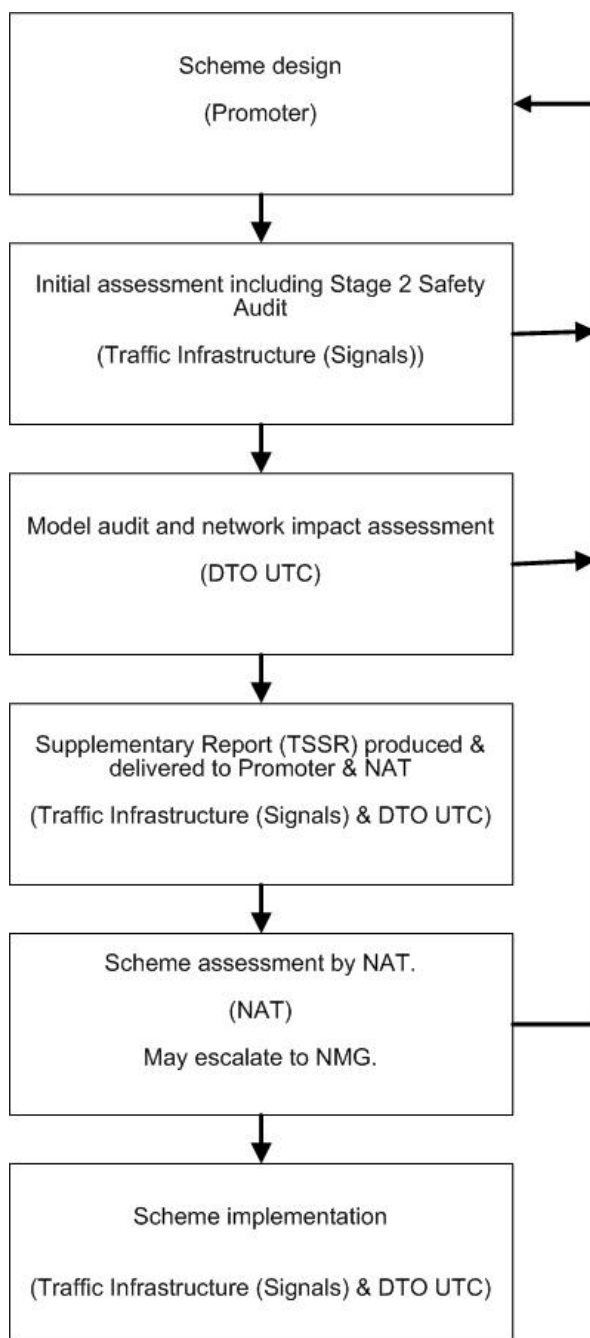 Scheme design
(Promoter)
Initial assessment including Stage 2 Safety
Audit
(Traffic Infrastructure (Signals))
Model audit and network impact assessment
(DTO UTC)
Supplementary Report (TSSR) produced &
delivered to Promoter & NAT
(Traffic Infrastructure (Signals) & DTO UTC)
Scheme assessment by NAT.
(NAT)
May escalate to NMG.
Scheme implementation
(Traffic Infrastructure (Signals) & DTO UTC)